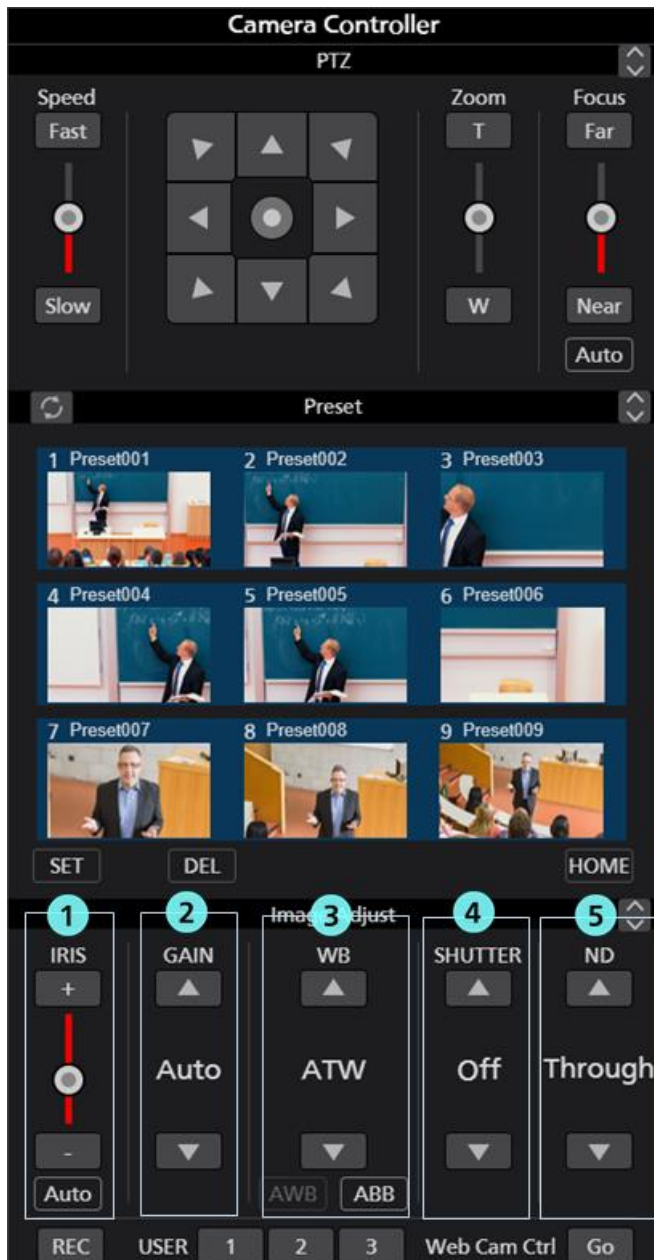 Camera Controller
PTZ
Speed Zoom Focus
Fast T Far
Slow W Near
Auto
Preset
1 Preset001 2 Preset002 3 Preset003
4 Preset004 5 Preset005 6 Preset006
7 Preset007 8 Preset008 9 Preset009
SET DEL HOME
1 2 Image 3 Adjust 4 5
IRIS GAIN WB SHUTTER ND
+
Auto ATW Off Through
-
Auto AWB ABB
REC USER 1 2 3 Web Cam Ctrl Go